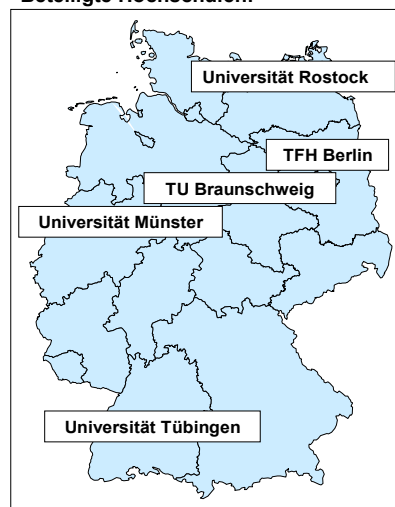 Beteiligte Hochschulen:
Universität Rostock
TFH Berlin
TU Braunschweig
Universität Münster
Universität Tübingen